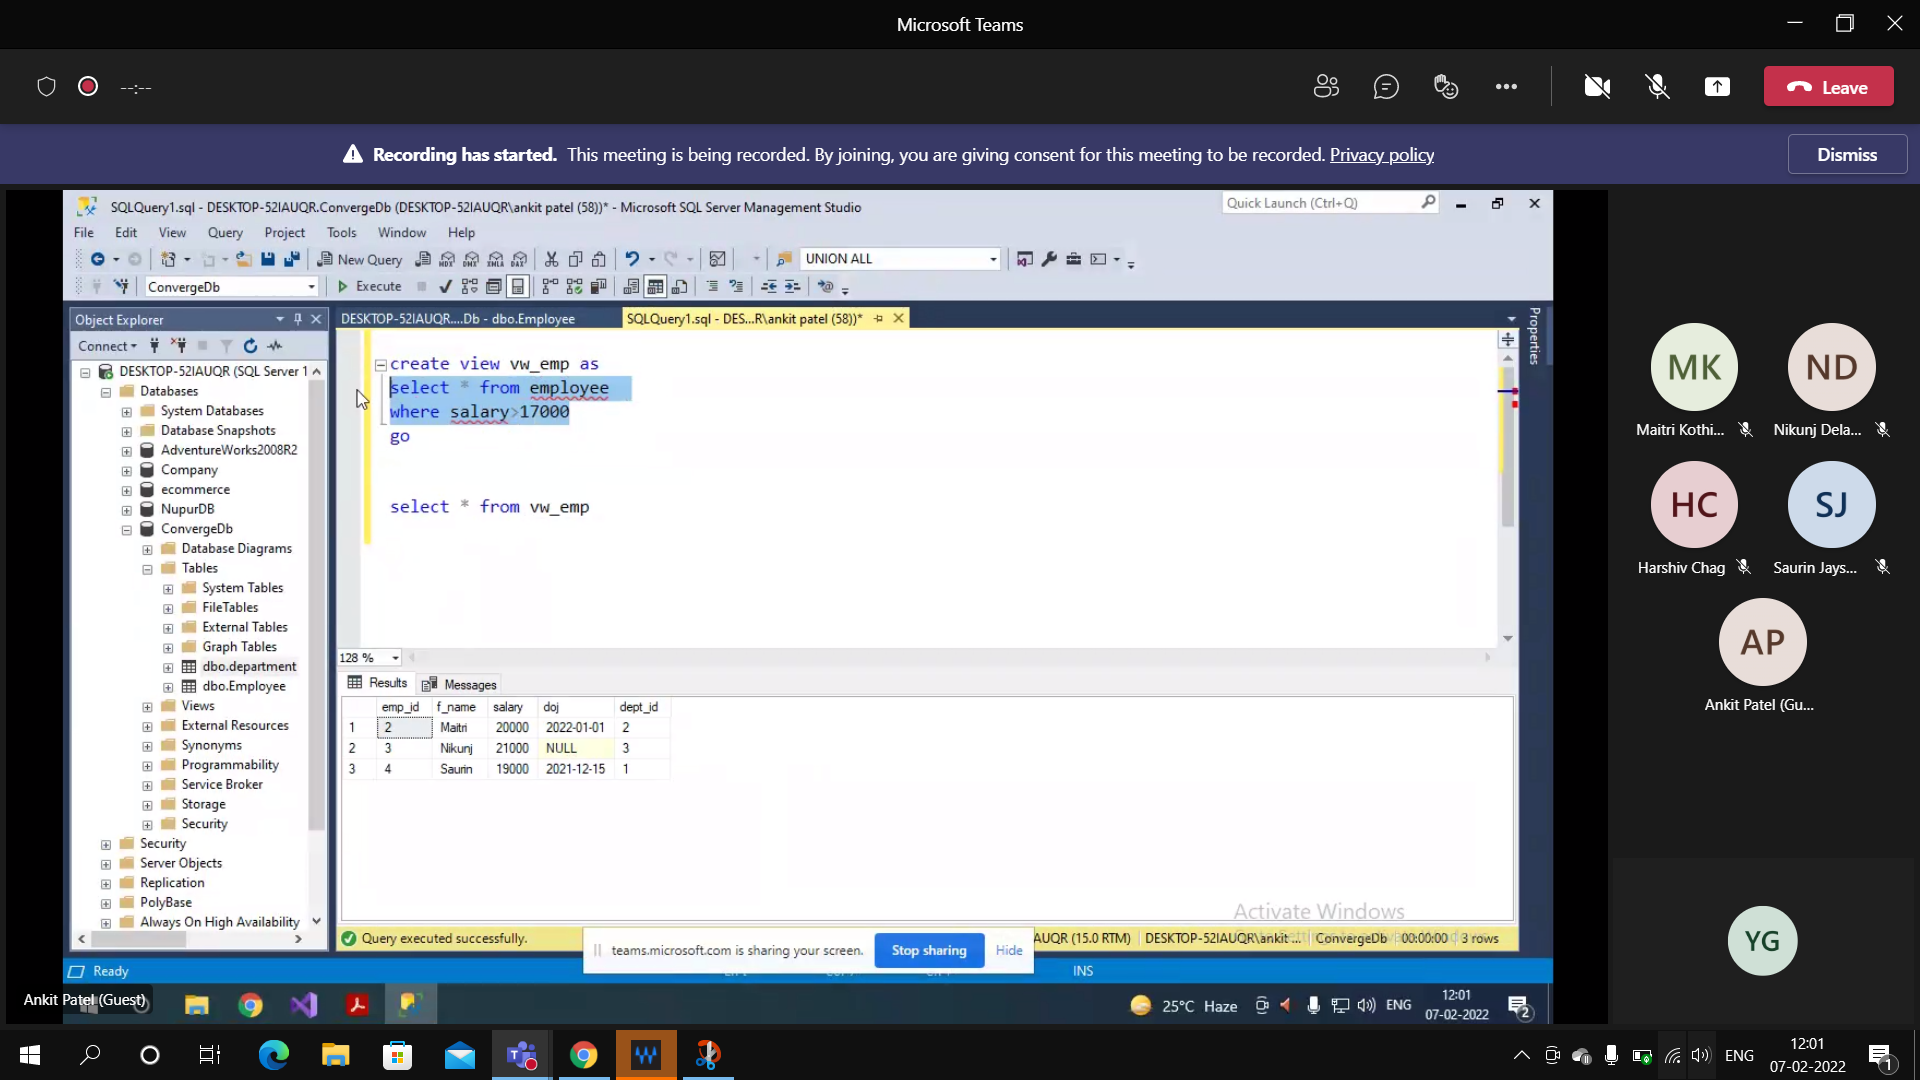 Microsoft Teams
--:--
Leave
Recording has started. This meeting is being recorded. By joining, you are giving consent for this meeting to be recorded. Privacy policy
Dismiss
SQLQuery1.sql - DESKTOP-52IAUQR.ConvergeDb (DESKTOP-52IAUQR\ankit patel (58))* - Microsoft SQL Server Management Studio
Quick Launch (Ctrl+Q)
File Edit View Query Project Tools Window Help
New Query
UNION ALL
ConvergeDb
Execute
Object Explorer
DESKTOP-52IAUQR....Db - dbo.Employee
SQLQuery1.sql - DES...R\ankit patel (58))*
Properties
Connect
DESKTOP-52IAUQR (SQL Server 1
Databases
System Databases
Database Snapshots
AdventureWorks2008R2
Company
ecommerce
NupurDB
ConvergeDb
Database Diagrams
Tables
System Tables
FileTables
External Tables
Graph Tables
dbo.department
dbo.Employee
Views
External Resources
Synonyms
Programmability
Service Broker
Storage
Security
Security
Server Objects
Replication
PolyBase
Always On High Availability
create view vw_emp as
select * from employee
where salary>17000
go
select * from vw_emp
128 %
Results
Messages
emp_id f_name salary doj dept_id
1 2 Maitri 20000 2022-01-01 2
2 3 Nikunj 21000 NULL 3
3 4 Saurin 19000 2021-12-15 1
Activate Windows
Query executed successfully.
AUQR (15.0 RTM)
DESKTOP-52IAUQR\ankit ...
ConvergeDb
00:00:00
3 rows
teams.microsoft.com is sharing your screen.
Stop sharing
Hide
Ready
INS
Ankit Patel (Guest)
25°C Haze
ENG
12:01
07-02-2022
2
MK
Maitri Kothi...
ND
Nikunj Dela...
HC
Harshiv Chag
SJ
Saurin Jays...
AP
Ankit Patel (Gu...
YG
ENG
12:01
07-02-2022
1